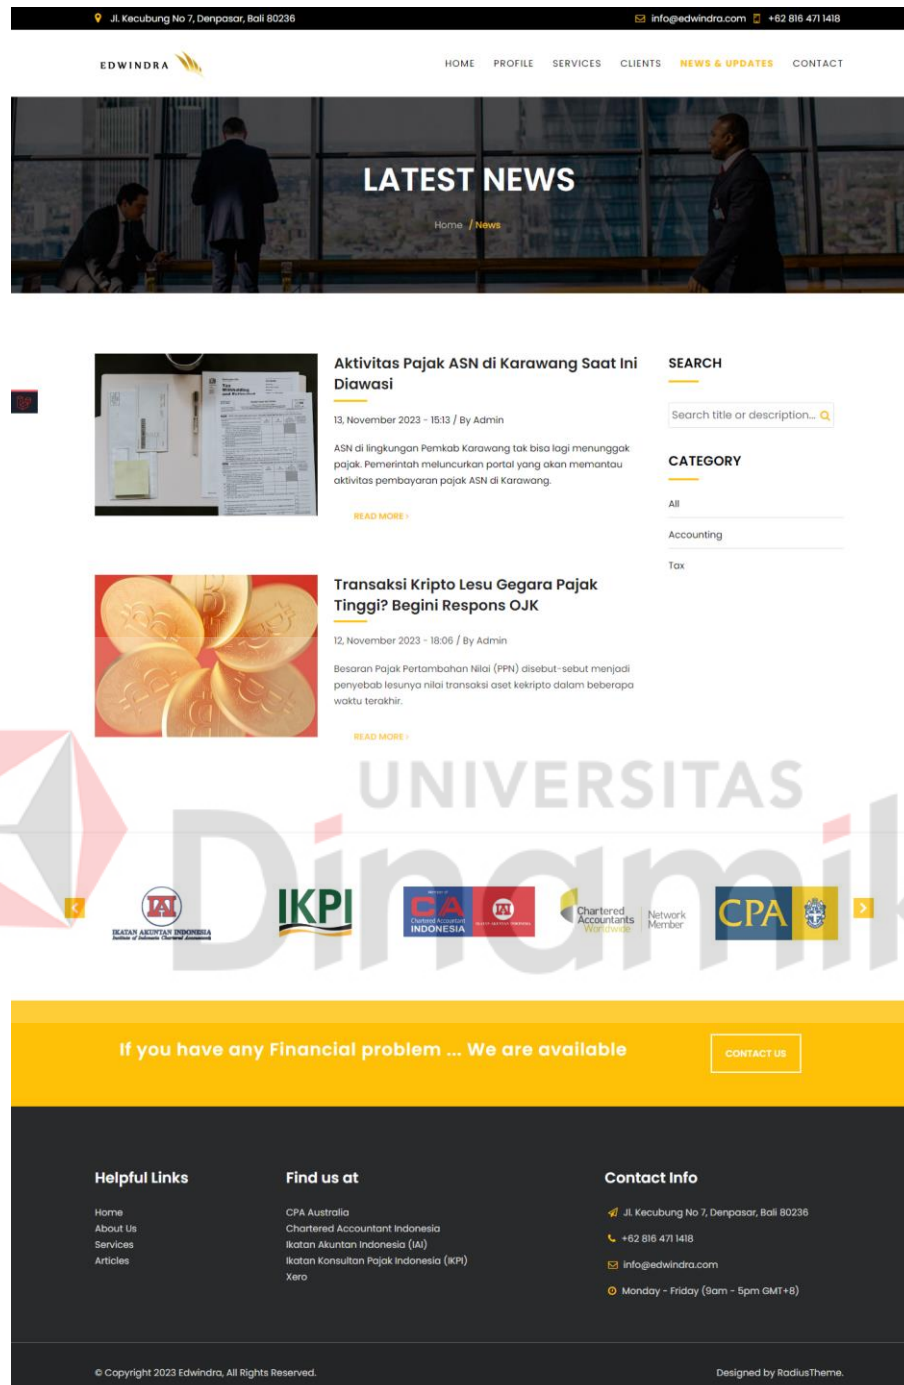 Jl. Kecubung No 7, Denpasar, Bali 80236
info@edwindra.com +62 816 471 1418
EDWINDRA
HOME PROFILE SERVICES CLIENTS NEWS & UPDATES CONTACT
LATEST NEWS
Home / News
Aktivitas Pajak ASN di Karawang Saat Ini
Diawasi
13, November 2023 - 15:13 / By Admin
ASN di lingkungan Pemkab Karawang tak bisa lagi menunggak
pajak. Pemerintah meluncurkan portal yang akan memantau
aktivitas pembayaran pajak ASN di Karawang.
READ MORE ›
Transaksi Kripto Lesu Gegara Pajak
Tinggi? Begini Respons OJK
12, November 2023 - 18:06 / By Admin
Besaran Pajak Pertambahan Nilai (PPN) disebut-sebut menjadi
penyebab lesunya nilai transaksi aset kekripto dalam beberapa
waktu terakhir.
READ MORE ›
SEARCH
Search title or description...
CATEGORY
All
Accounting
Tax
UNIVERSITAS
Dinamik
IAI
IKATAN AKUNTAN INDONESIA
Institute of Indonesia Chartered Accountants
IKPI
CA
Chartered Accountant
INDONESIA
IAI
Chartered
Accountants
Worldwide
Network
Member
CPA
If you have any Financial problem ... We are available
CONTACT US
Helpful Links
Home
About Us
Services
Articles
Find us at
CPA Australia
Chartered Accountant Indonesia
Ikatan Akuntan Indonesia (IAI)
Ikatan Konsultan Pajak Indonesia (IKPI)
Xero
Contact Info
Jl. Kecubung No 7, Denpasar, Bali 80236
+62 816 471 1418
info@edwindra.com
Monday - Friday (9am - 5pm GMT+8)
© Copyright 2023 Edwindra, All Rights Reserved.
Designed by RadiusTheme.